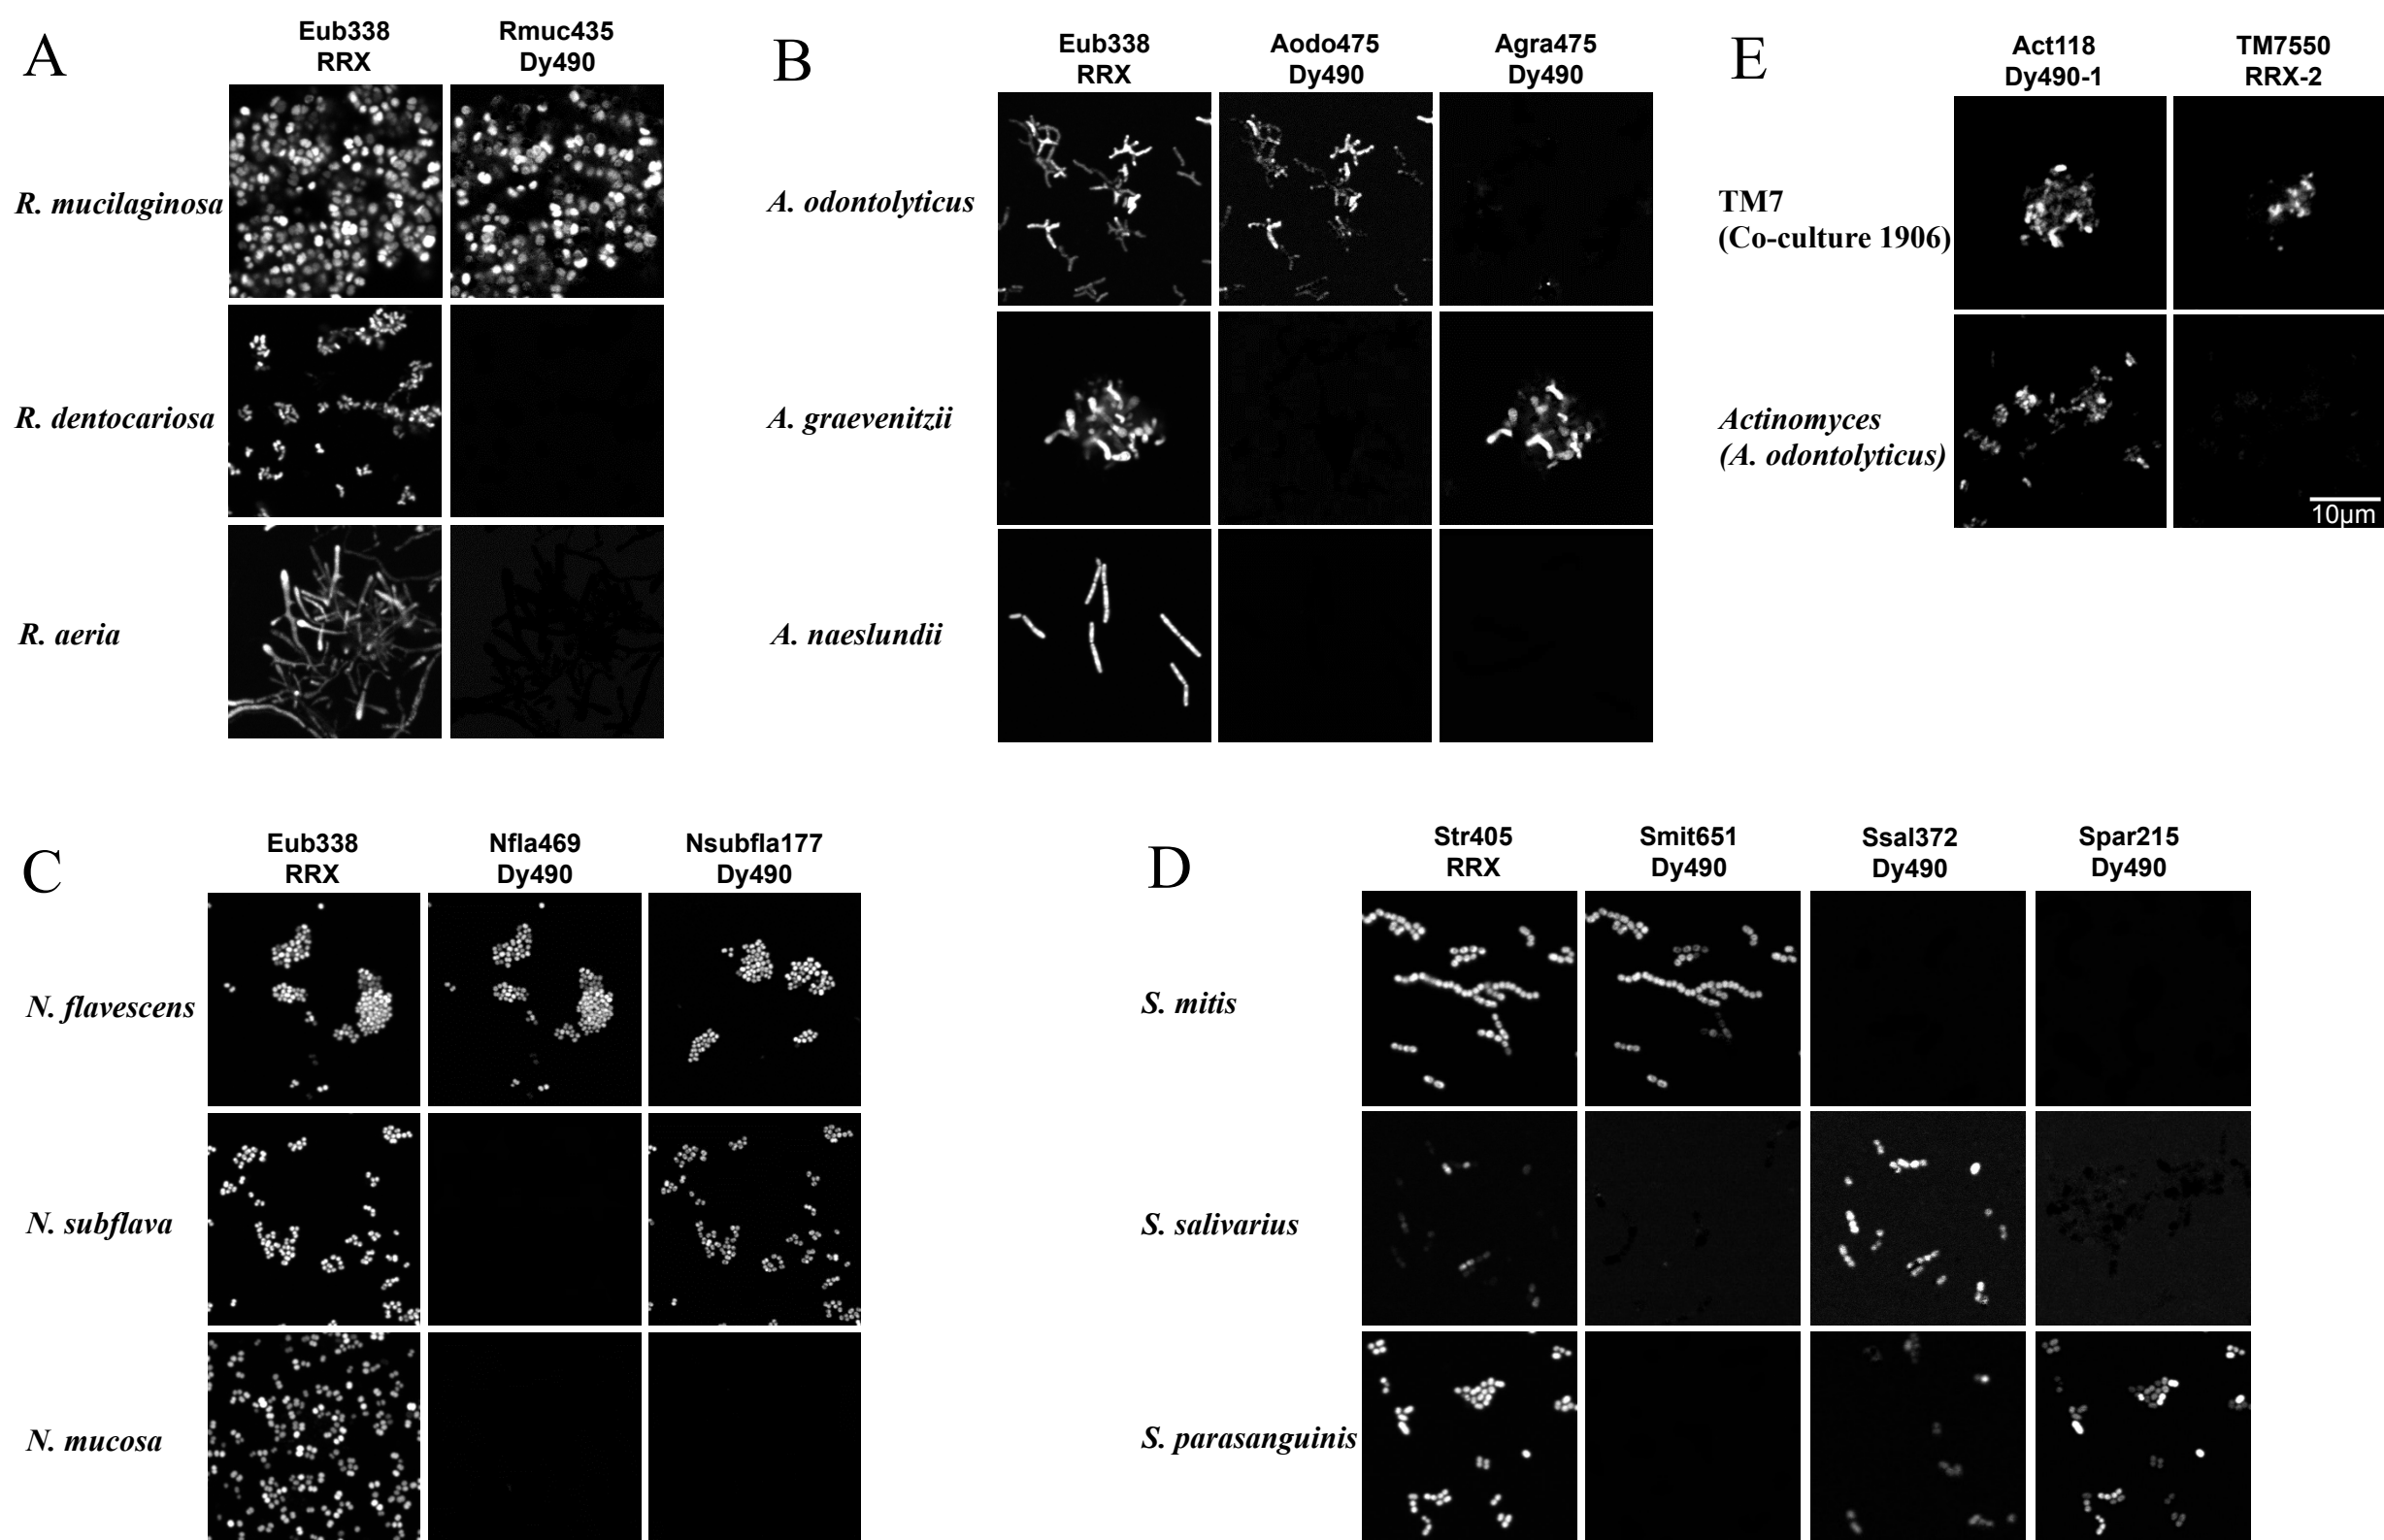 A
Eub338
RRX
Rmuc435
Dy490
R. mucilaginosa
R. dentocariosa
R. aeria
B
Eub338
RRX
Aodo475
Dy490
Agra475
Dy490
A. odontolyticus
A. graevenitzii
A. naeslundii
E
Act118
Dy490-1
TM7550
RRX-2
TM7
(Co-culture 1906)
Actinomyces
(A. odontolyticus)
10µm
C
Eub338
RRX
Nfla469
Dy490
Nsubfla177
Dy490
N. flavescens
N. subflava
N. mucosa
D
Str405
RRX
Smit651
Dy490
Ssal372
Dy490
Spar215
Dy490
S. mitis
S. salivarius
S. parasanguinis